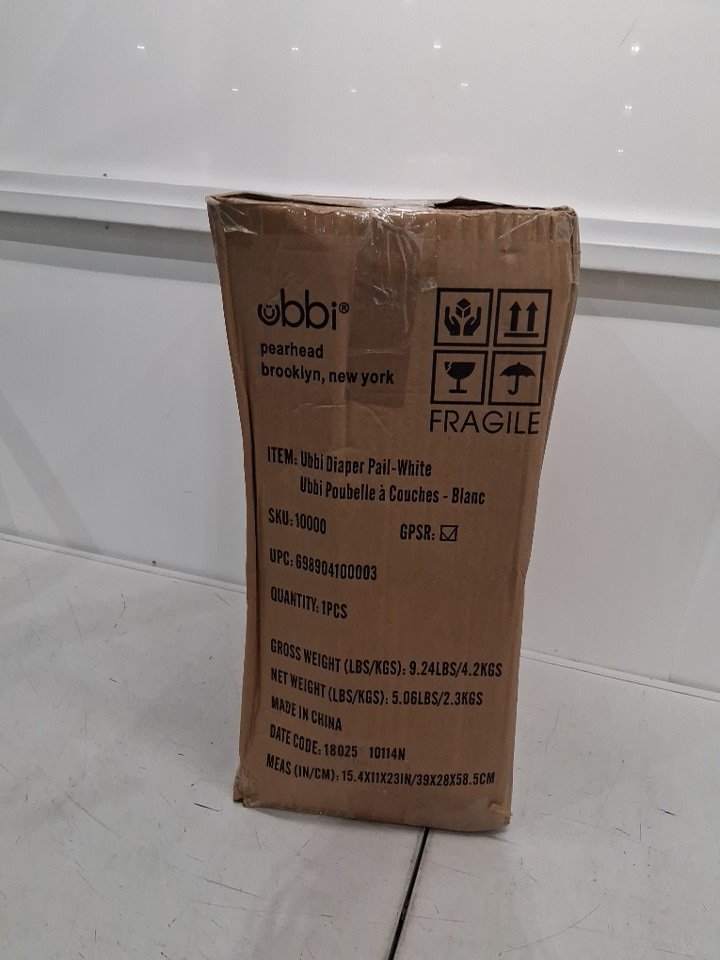 ubbi®
pearhead
brooklyn, new york
FRAGILE
ITEM: Ubbi Diaper Pail-White
Ubbi Poubelle à Couches - Blanc
SKU: 10000 GPSR: ☑
UPC: 698904100003
QUANTITY: 1PCS
GROSS WEIGHT (LBS/KGS): 9.24LBS/4.2KGS
NET WEIGHT (LBS/KGS): 5.06LBS/2.3KGS
MADE IN CHINA
DATE CODE: 18025 10114N
MEAS (IN/CM): 15.4X11X23IN/39X28X58.5CM